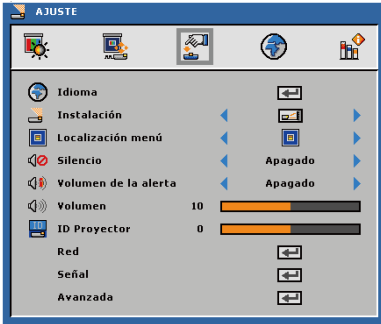 AJUSTE
Idioma
Instalación
Localización menú
Silencio Apagado
Volumen de la alerta Apagado
Volumen 10
ID Proyector 0
Red
Señal
Avanzada